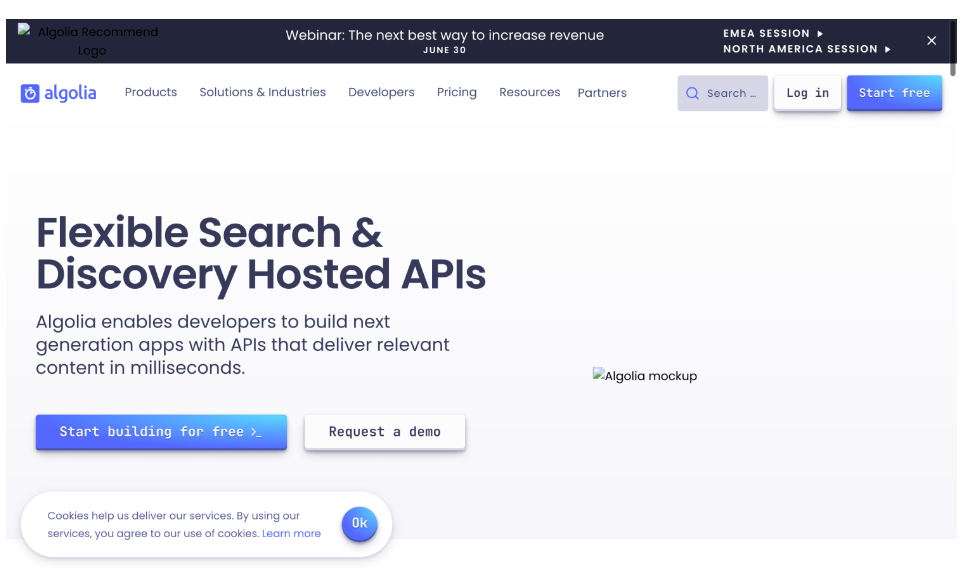 Algolia Recommend
Logo
Webinar: The next best way to increase revenue
JUNE 30
EMEA SESSION
NORTH AMERICA SESSION
algolia
Products
Solutions & Industries
Developers
Pricing
Resources
Partners
Search ...
Log in
Start free
Flexible Search &
Discovery Hosted APIs
Algolia enables developers to build next
generation apps with APIs that deliver relevant
content in milliseconds.
Algolia mockup
Start building for free >_
Request a demo
Cookies help us deliver our services. By using our
services, you agree to our use of cookies. Learn more
Ok